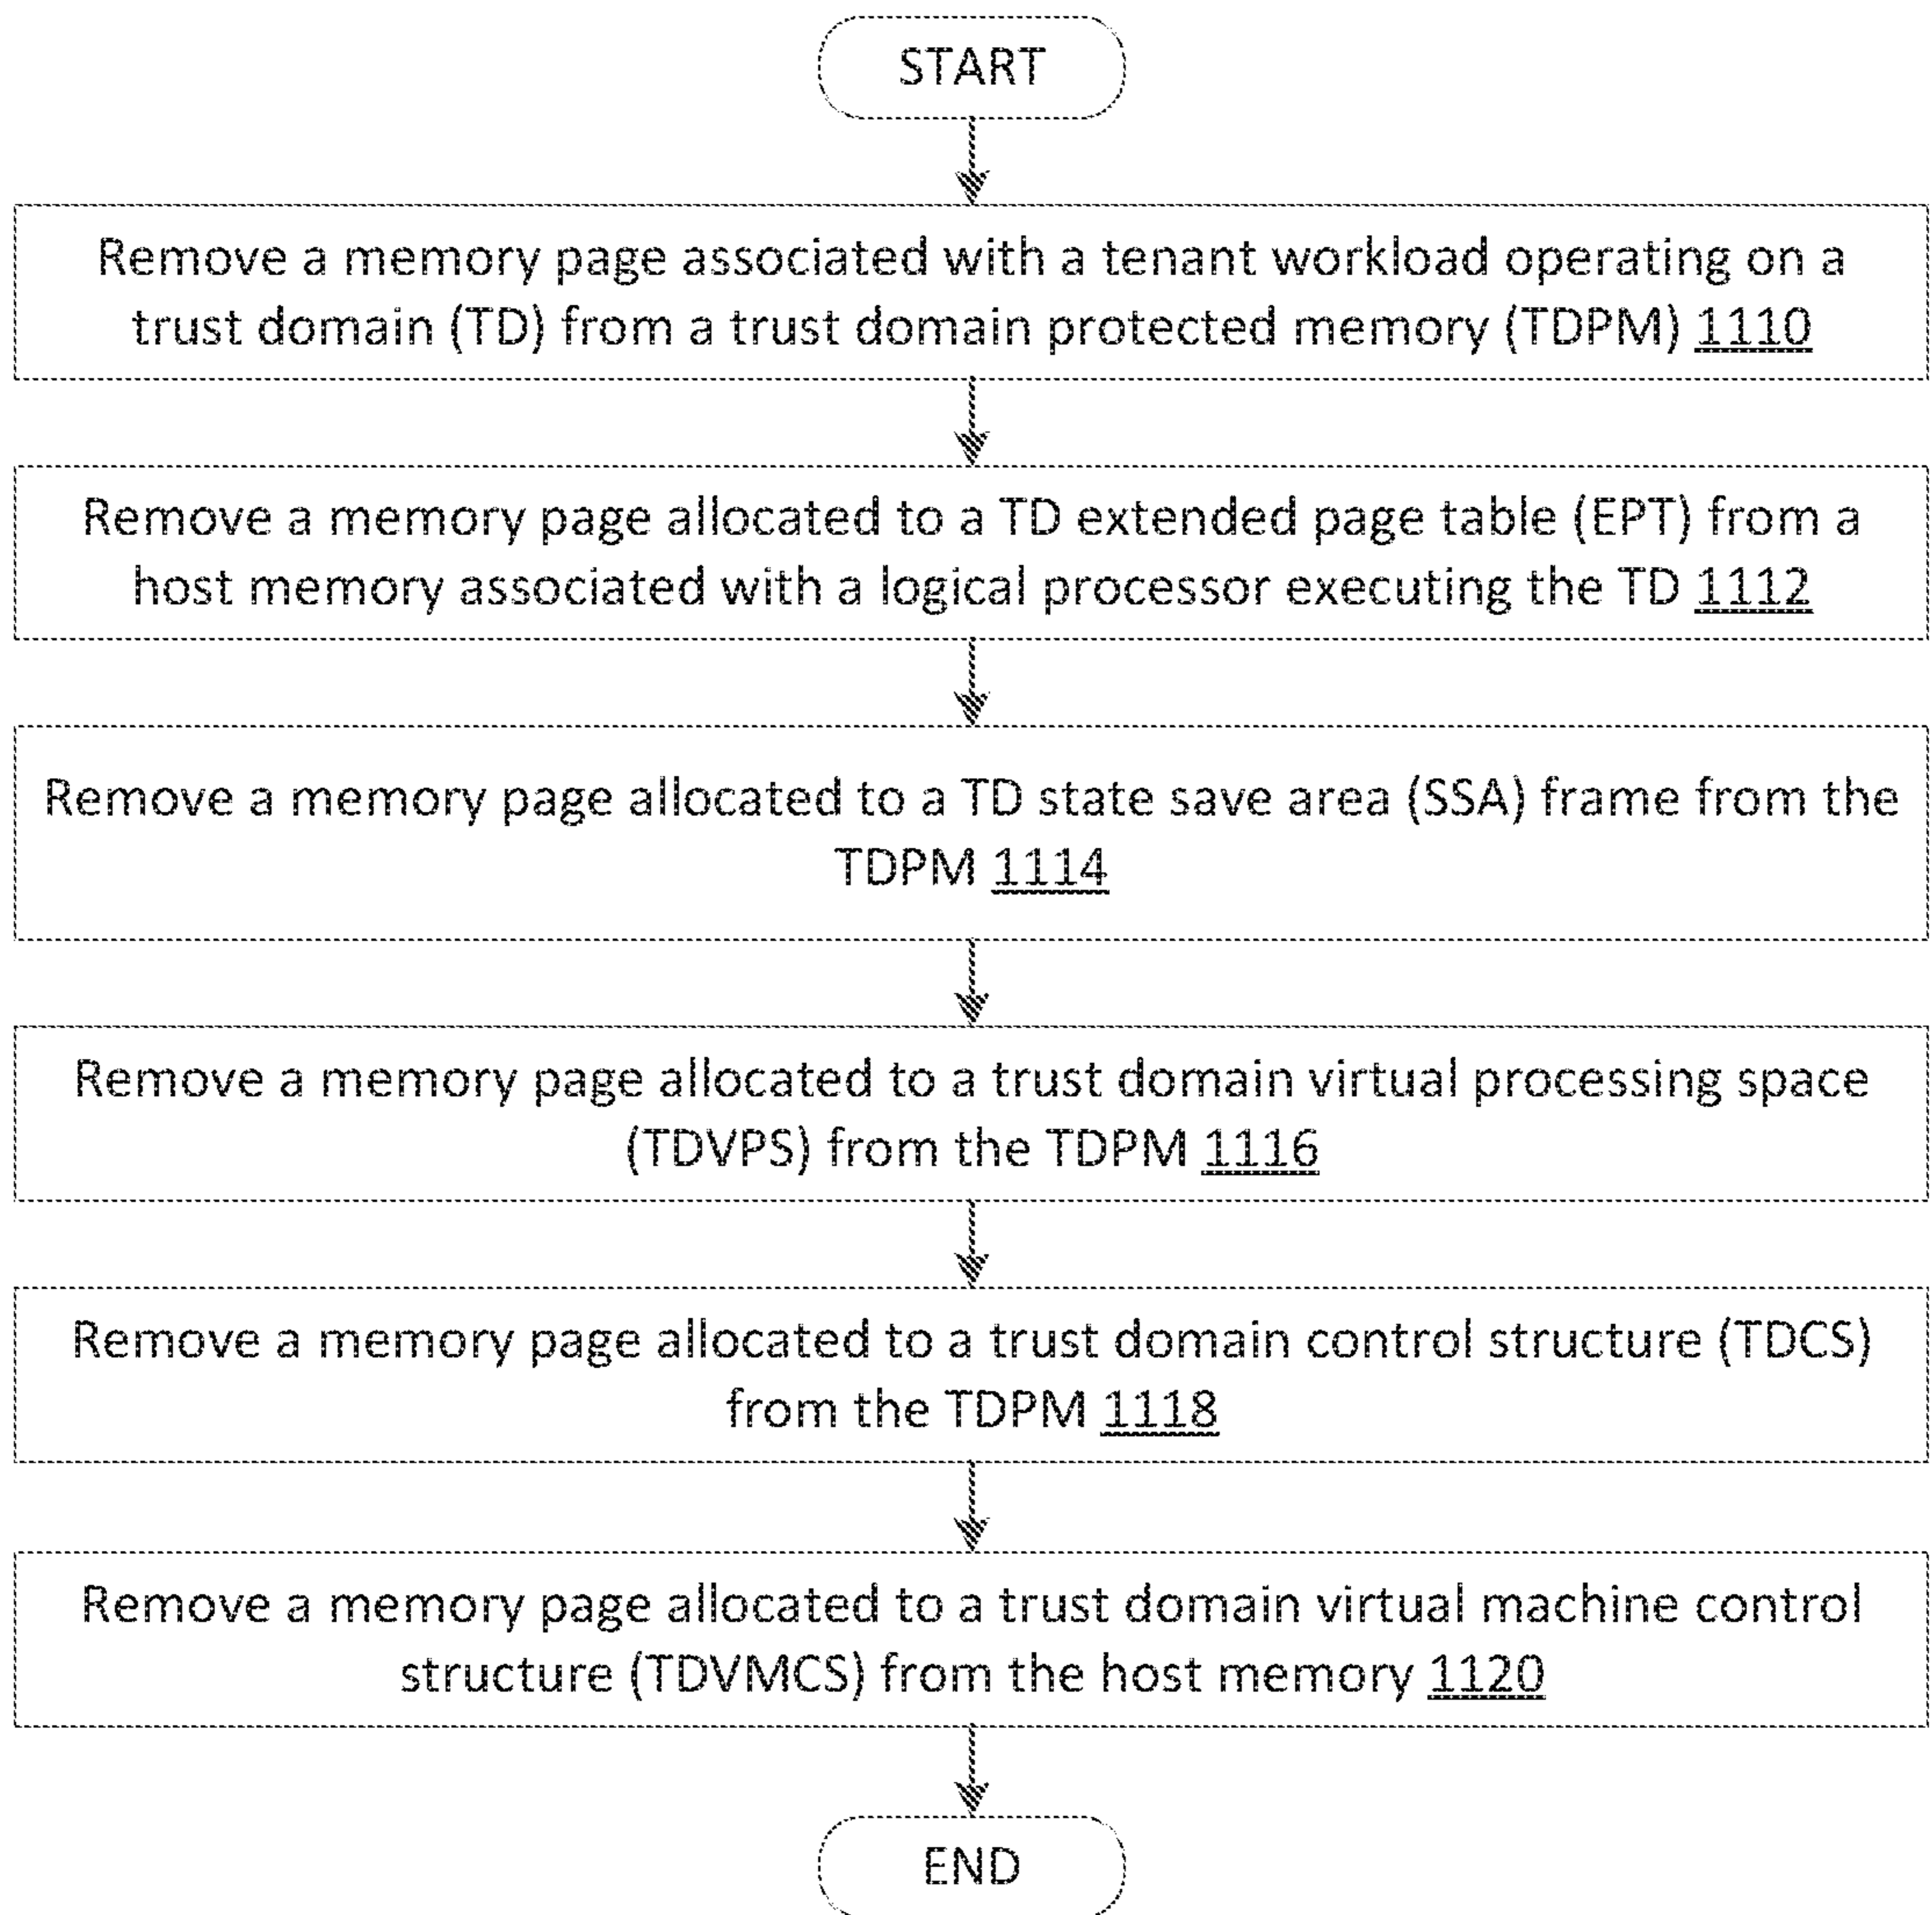 START
Remove a memory page associated with a tenant workload operating on a
trust domain (TD) from a trust domain protected memory (TDPM) 1110
Remove a memory page allocated to a TD extended page table (EPT) from a
host memory associated with a logical processor executing the TD 1112
Remove a memory page allocated to a TD state save area (SSA) frame from the
TDPM 1114
Remove a memory page allocated to a trust domain virtual processing space
(TDVPS) from the TDPM 1116
Remove a memory page allocated to a trust domain control structure (TDCS)
from the TDPM 1118
Remove a memory page allocated to a trust domain virtual machine control
structure (TDVMCS) from the host memory 1120
END